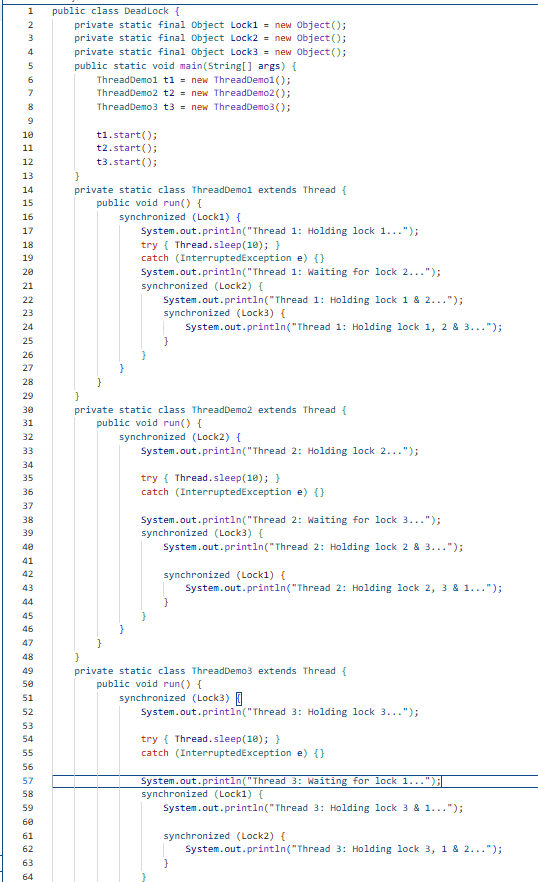 1 public class DeadLock {
2 private static final Object Lock1 = new Object();
3 private static final Object Lock2 = new Object();
4 private static final Object Lock3 = new Object();
5 public static void main(String[] args) {
6 ThreadDemo1 t1 = new ThreadDemo1();
7 ThreadDemo2 t2 = new ThreadDemo2();
8 ThreadDemo3 t3 = new ThreadDemo3();
9
10 t1.start();
11 t2.start();
12 t3.start();
13 }
14 private static class ThreadDemo1 extends Thread {
15 public void run() {
16 synchronized (Lock1) {
17 System.out.println("Thread 1: Holding lock 1...");
18 try { Thread.sleep(10); }
19 catch (InterruptedException e) {}
20 System.out.println("Thread 1: Waiting for lock 2...");
21 synchronized (Lock2) {
22 System.out.println("Thread 1: Holding lock 1 & 2...");
23 synchronized (Lock3) {
24 System.out.println("Thread 1: Holding lock 1, 2 & 3...");
25 }
26 }
27 }
28 }
29 }
30 private static class ThreadDemo2 extends Thread {
31 public void run() {
32 synchronized (Lock2) {
33 System.out.println("Thread 2: Holding lock 2...");
34
35 try { Thread.sleep(10); }
36 catch (InterruptedException e) {}
37
38 System.out.println("Thread 2: Waiting for lock 3...");
39 synchronized (Lock3) {
40 System.out.println("Thread 2: Holding lock 2 & 3...");
41
42 synchronized (Lock1) {
43 System.out.println("Thread 2: Holding lock 2, 3 & 1...");
44 }
45 }
46 }
47 }
48 }
49 private static class ThreadDemo3 extends Thread {
50 public void run() {
51 synchronized (Lock3) {
52 System.out.println("Thread 3: Holding lock 3...");
53
54 try { Thread.sleep(10); }
55 catch (InterruptedException e) {}
56
57 System.out.println("Thread 3: Waiting for lock 1...");
58 synchronized (Lock1) {
59 System.out.println("Thread 3: Holding lock 3 & 1...");
60
61 synchronized (Lock2) {
62 System.out.println("Thread 3: Holding lock 3, 1 & 2...");
63 }
64 }